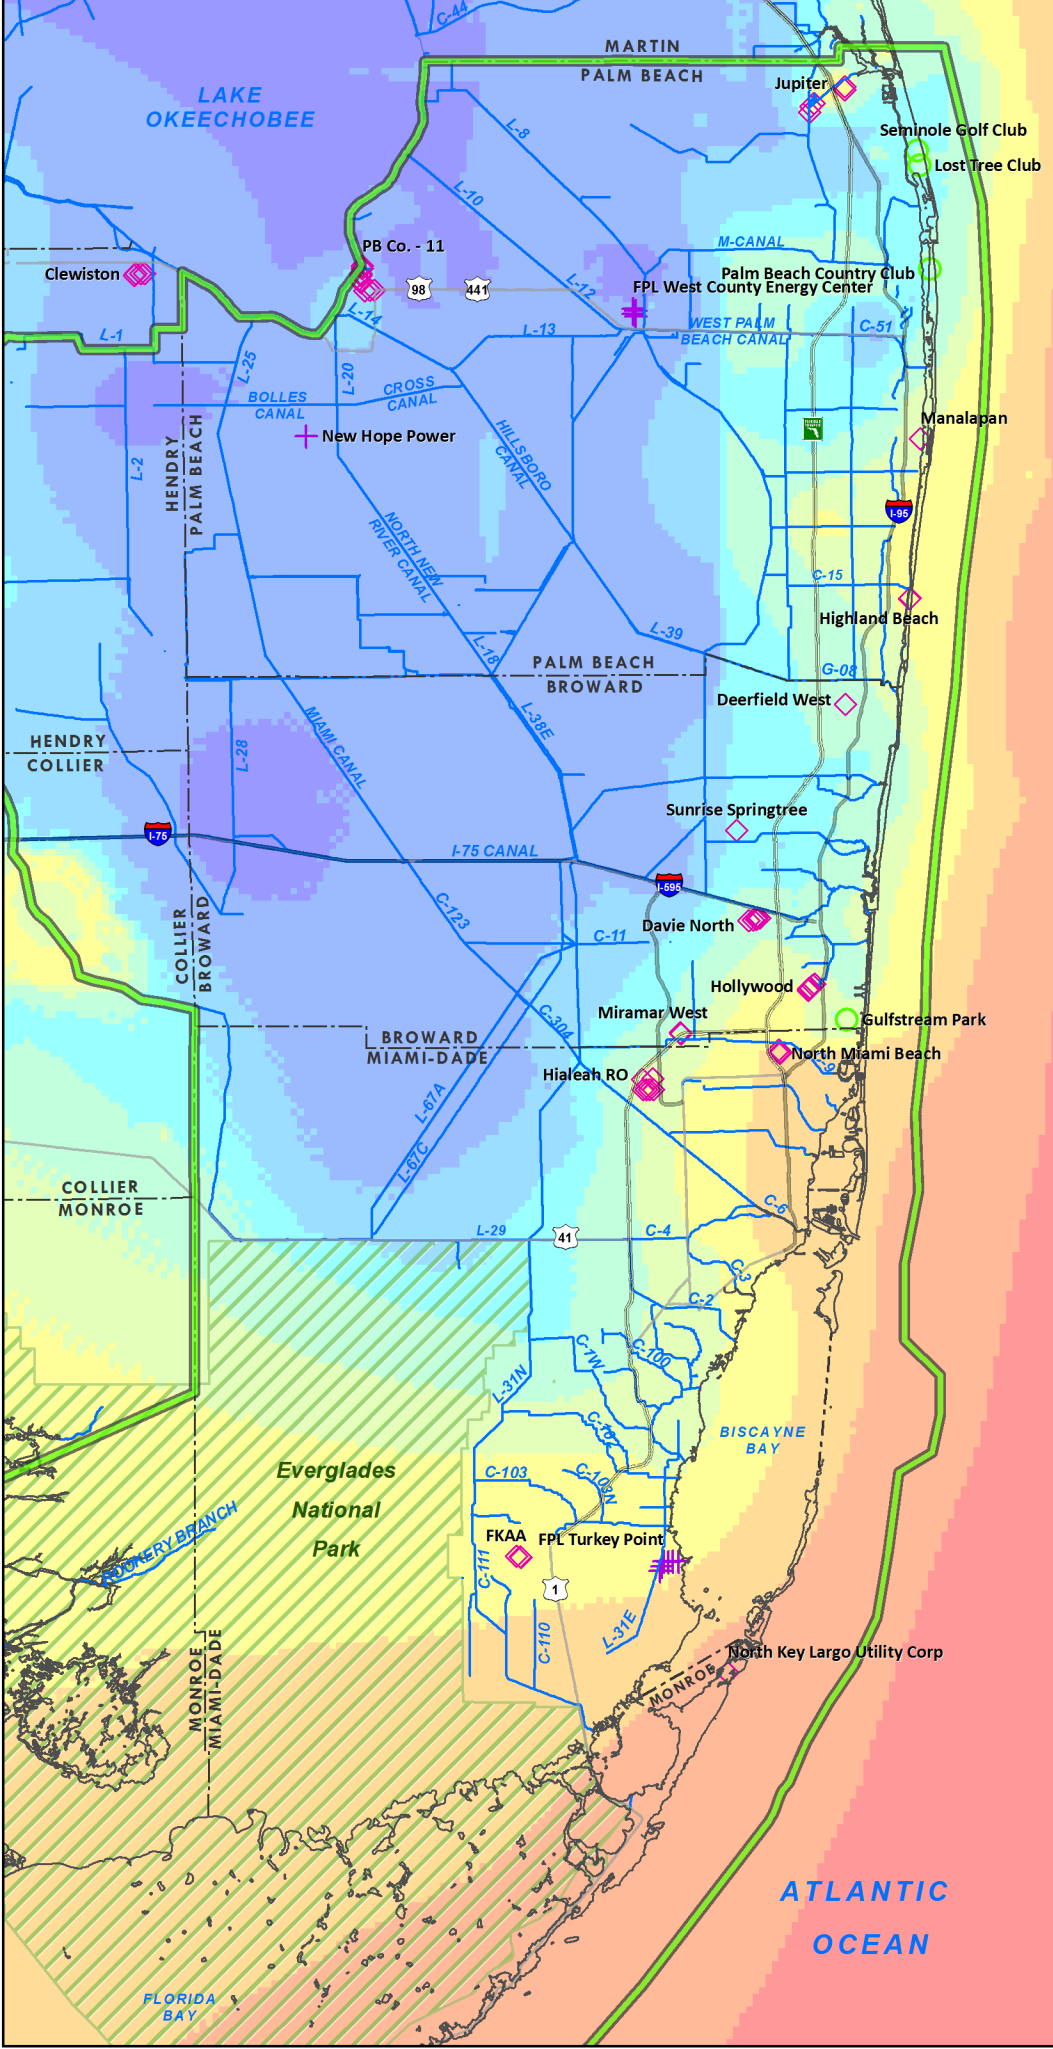 C-44
MARTIN
PALM BEACH
LAKE
OKEECHOBEE
Jupiter
L-8
Seminole Golf Club
Lost Tree Club
L-10
PB Co. - 11
M-CANAL
Clewiston
Palm Beach Country Club
98
441
L-12
FPL West County Energy Center
L-14
L-1
L-13
WEST PALM
BEACH CANAL
C-51
L-25
L-20
CROSS
CANAL
BOLLES
CANAL
Manalapan
New Hope Power
HENDRY
PALM BEACH
L-2
HILLSBORO
CANAL
I-95
NORTH NEW
RIVER CANAL
C-15
Highland Beach
L-39
L-18
PALM BEACH
BROWARD
G-08
Deerfield West
L-38E
MIAMI CANAL
HENDRY
COLLIER
L-28
Sunrise Springtree
I-75
I-75 CANAL
I-595
C-123
Davie North
C-11
COLLIER
BROWARD
Hollywood
C-304
Miramar West
Gulfstream Park
BROWARD
MIAMI-DADE
North Miami Beach
Hialeah RO
L-67A
L-67C
COLLIER
MONROE
C-6
L-29
41
C-4
C-3
C-2
C-1W
C-100
L-31N
C-102
BISCAYNE
BAY
Everglades
National
Park
C-103
C-103N
ROOKERY BRANCH
FKAA
FPL Turkey Point
C-111
1
L-31E
C-110
MONROE
MIAMI-DADE
North Key Largo Utility Corp
MONROE
ATLANTIC
OCEAN
FLORIDA
BAY